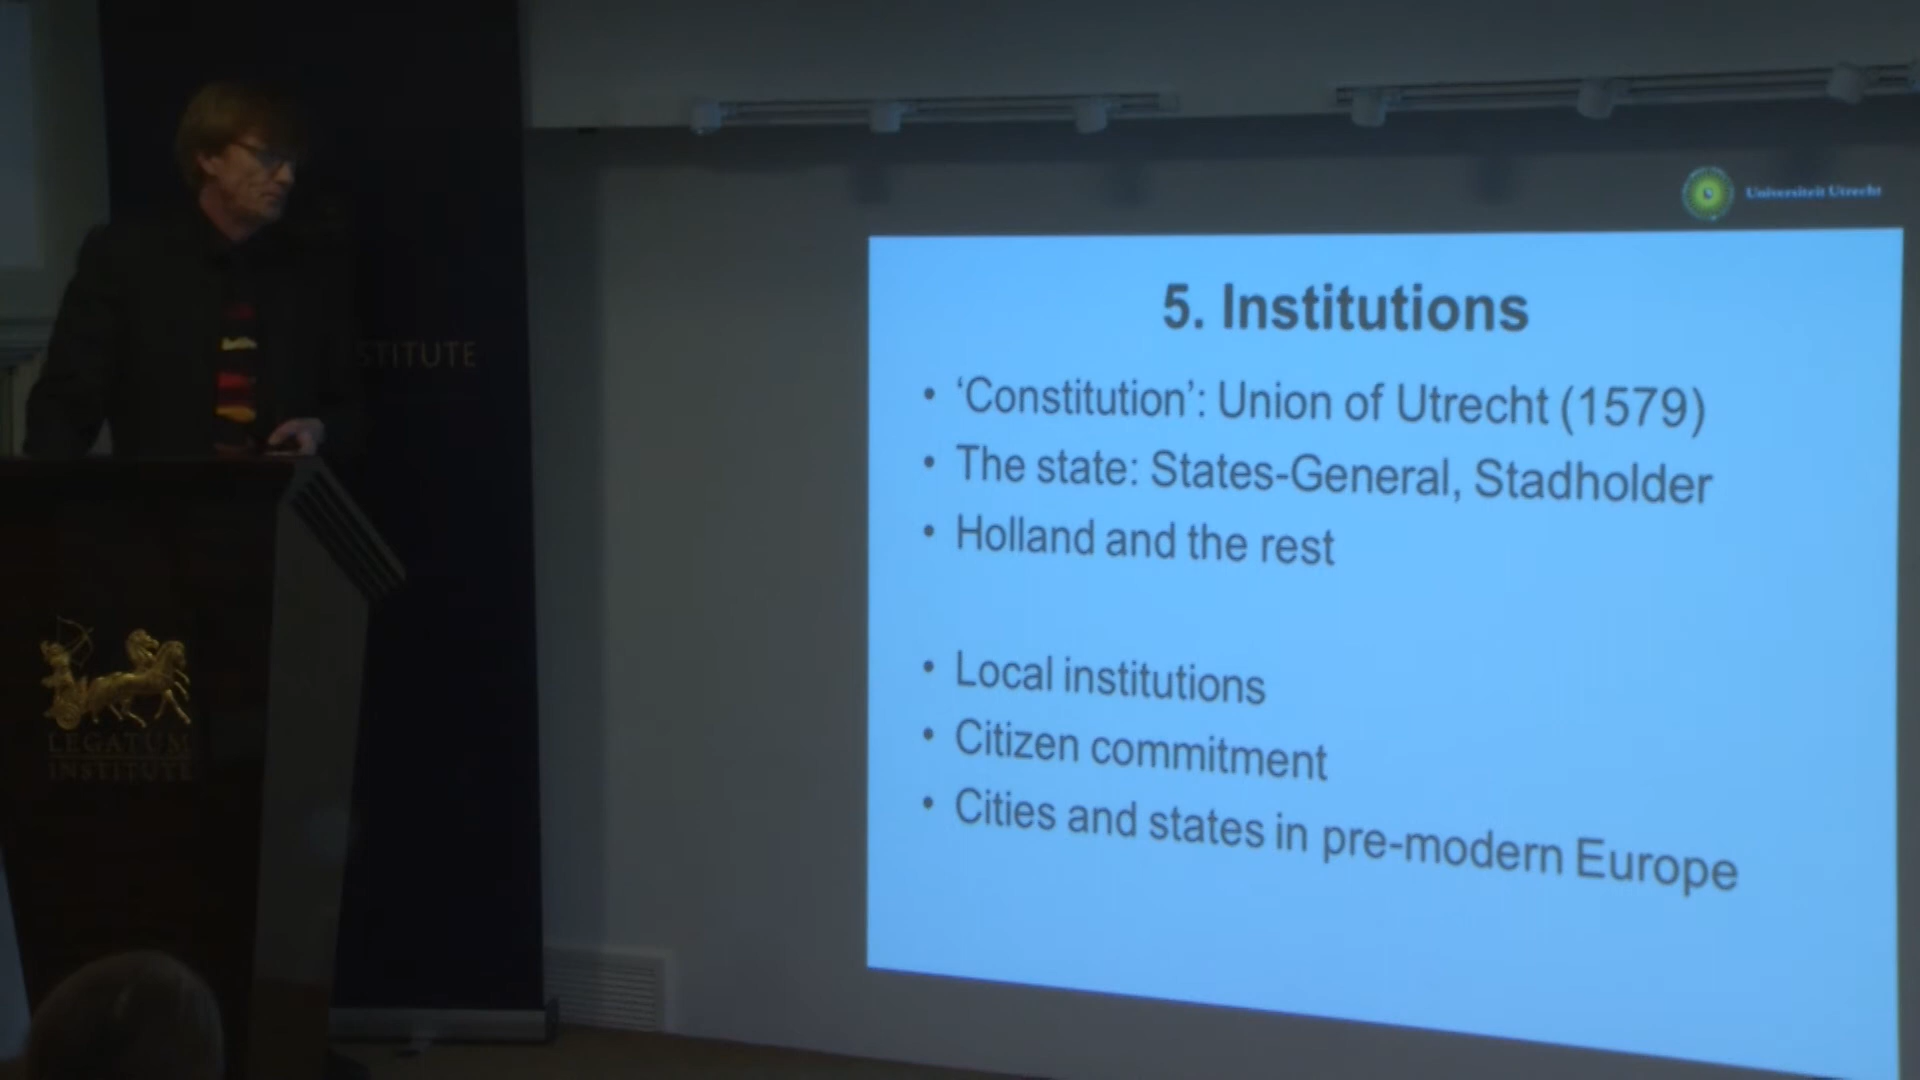 STITUTE
LEGATUM
INSTITUTE
Universiteit Utrecht
5. Institutions
• ‘Constitution’: Union of Utrecht (1579)
• The state: States-General, Stadholder
• Holland and the rest
• Local institutions
• Citizen commitment
• Cities and states in pre-modern Europe